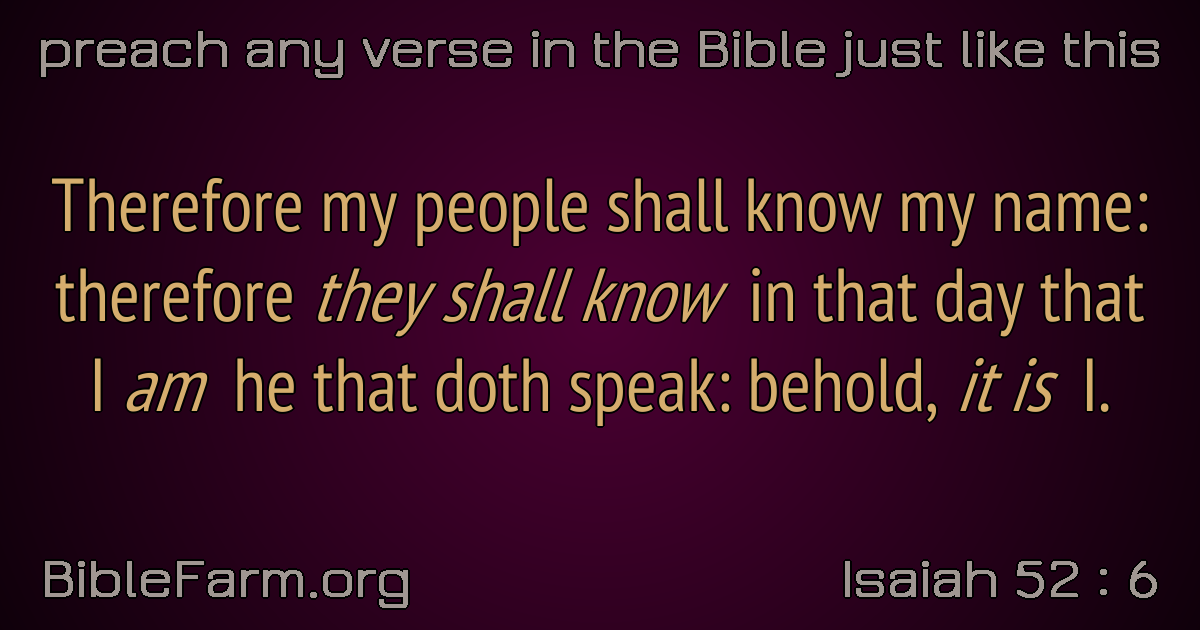 preach any verse in the Bible just like this
Therefore my people shall know my name:
therefore they shall know in that day that
I am he that doth speak: behold, it is I.
BibleFarm.org
Isaiah 52 : 6